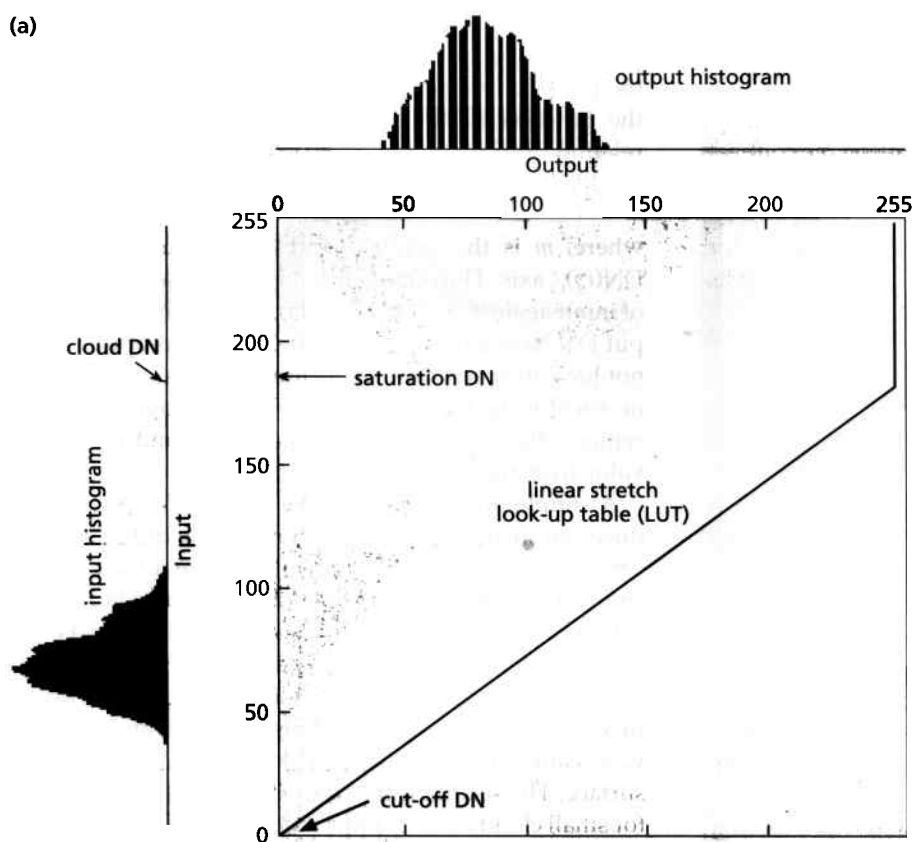 (a)
output histogram
Output
0 50 100 150 200 255
255
cloud DN
200
saturation DN
150
linear stretch
look-up table (LUT)
input histogram
Input
100
50
cut-off DN
0